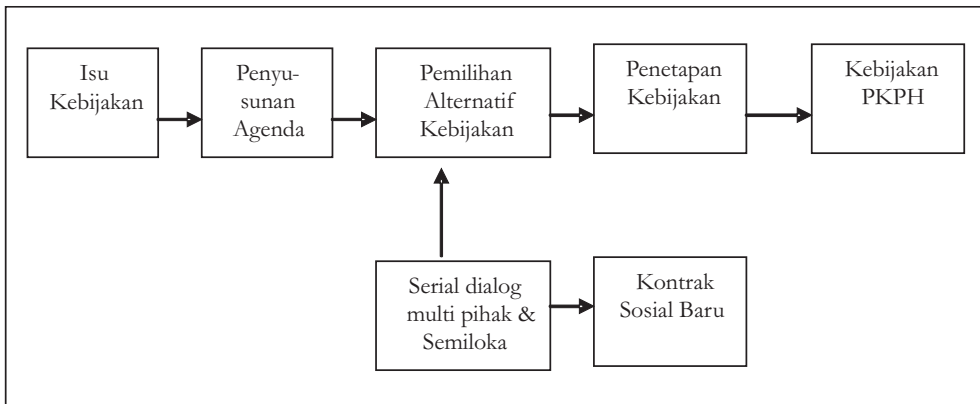 Isu
Kebijakan
Penyu-
sunan
Agenda
Pemilihan
Alternatif
Kebijakan
Penetapan
Kebijakan
Kebijakan
PKPH
Serial dialog
multi pihak &
Semiloka
Kontrak
Sosial Baru